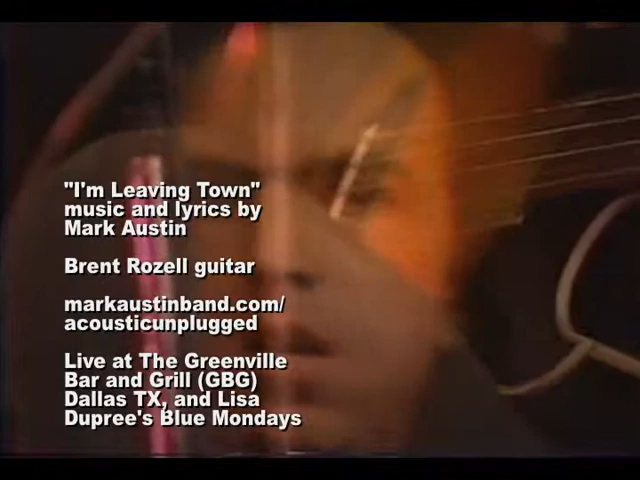 "I'm Leaving Town"
music and lyrics by
Mark Austin
Brent Rozell guitar
markaustinband.com/
acousticunplugged
Live at The Greenville
Bar and Grill (GBG)
Dallas TX, and Lisa
Dupree's Blue Mondays